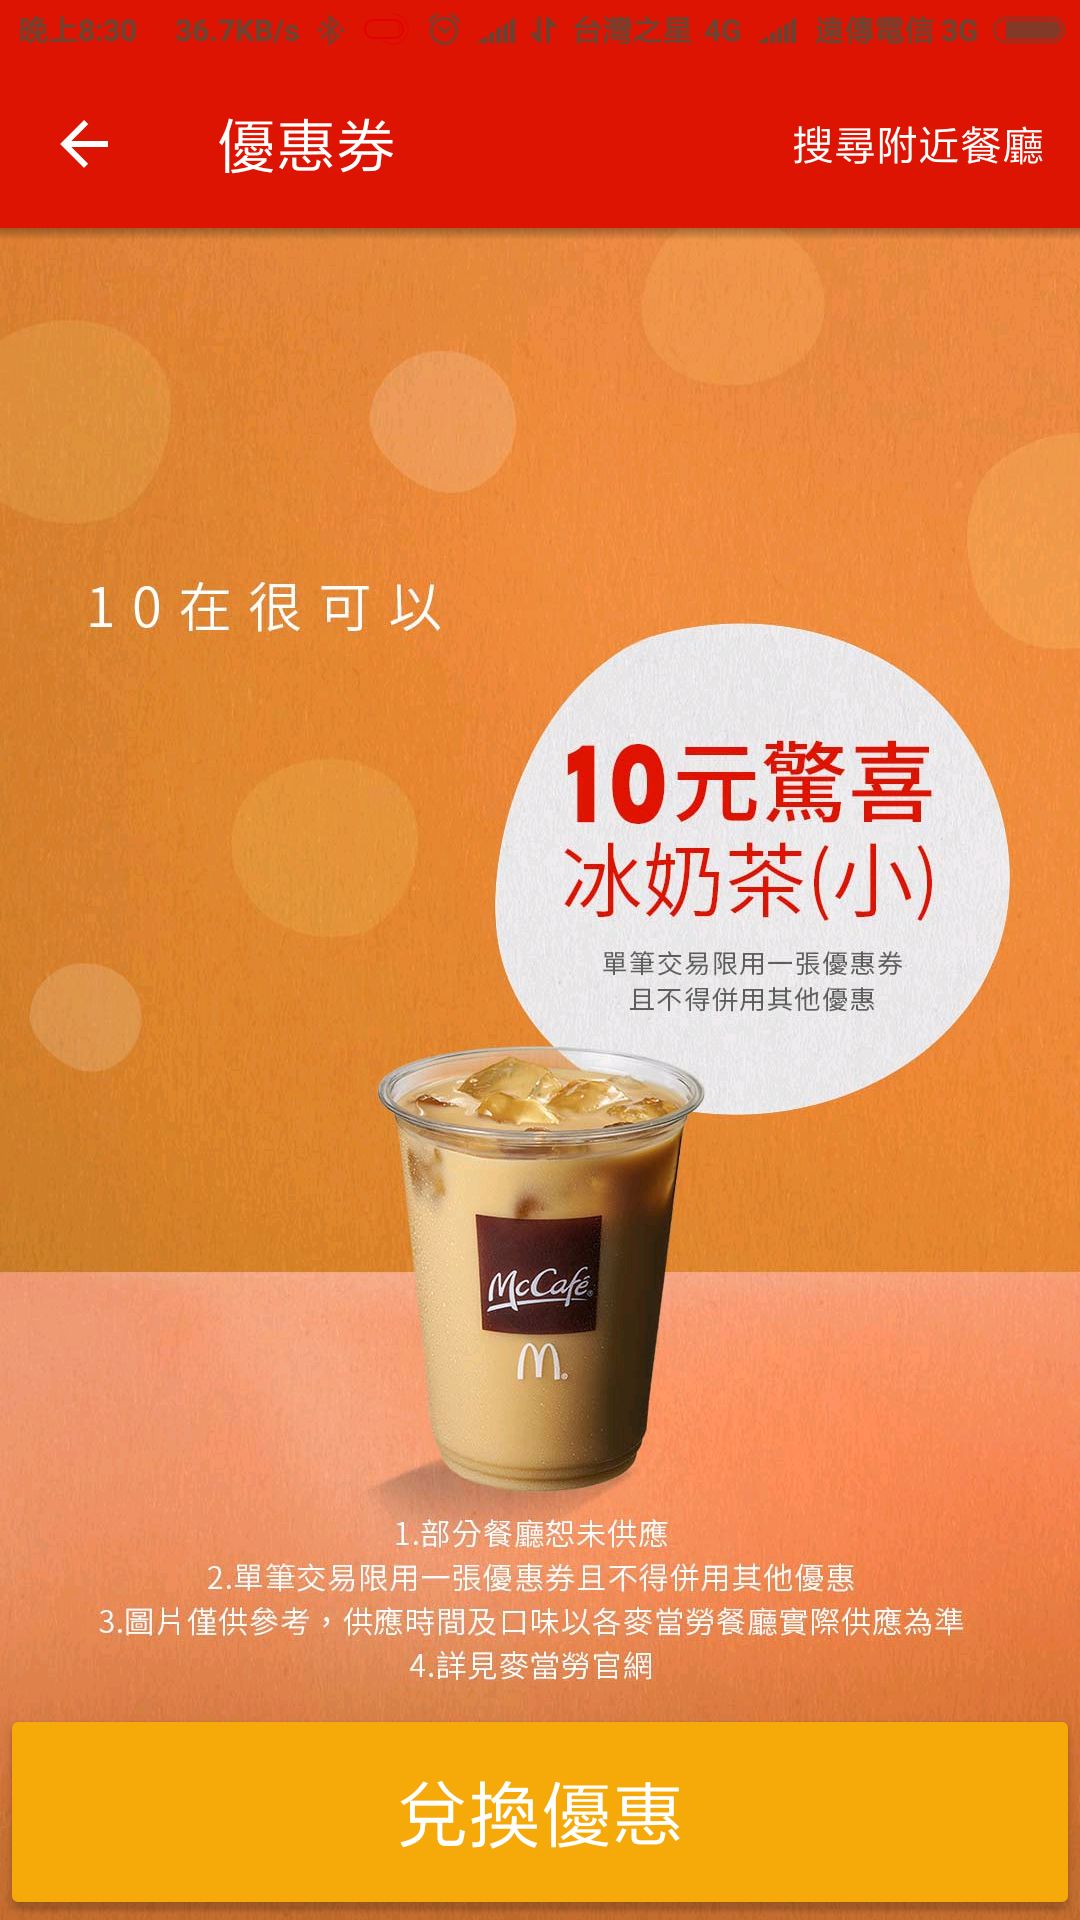 晚上8:30 36.7KB/s 台灣之星 4G 遠傳電信 3G
優惠券 搜尋附近餐廳
10在很可以
10元驚喜
冰奶茶(小)
單筆交易限用一張優惠券
且不得併用其他優惠
McCafé®
M®
1.部分餐廳恕未供應
2.單筆交易限用一張優惠券且不得併用其他優惠
3.圖片僅供參考，供應時間及口味以各麥當勞餐廳實際供應為準
4.詳見麥當勞官網
兌換優惠